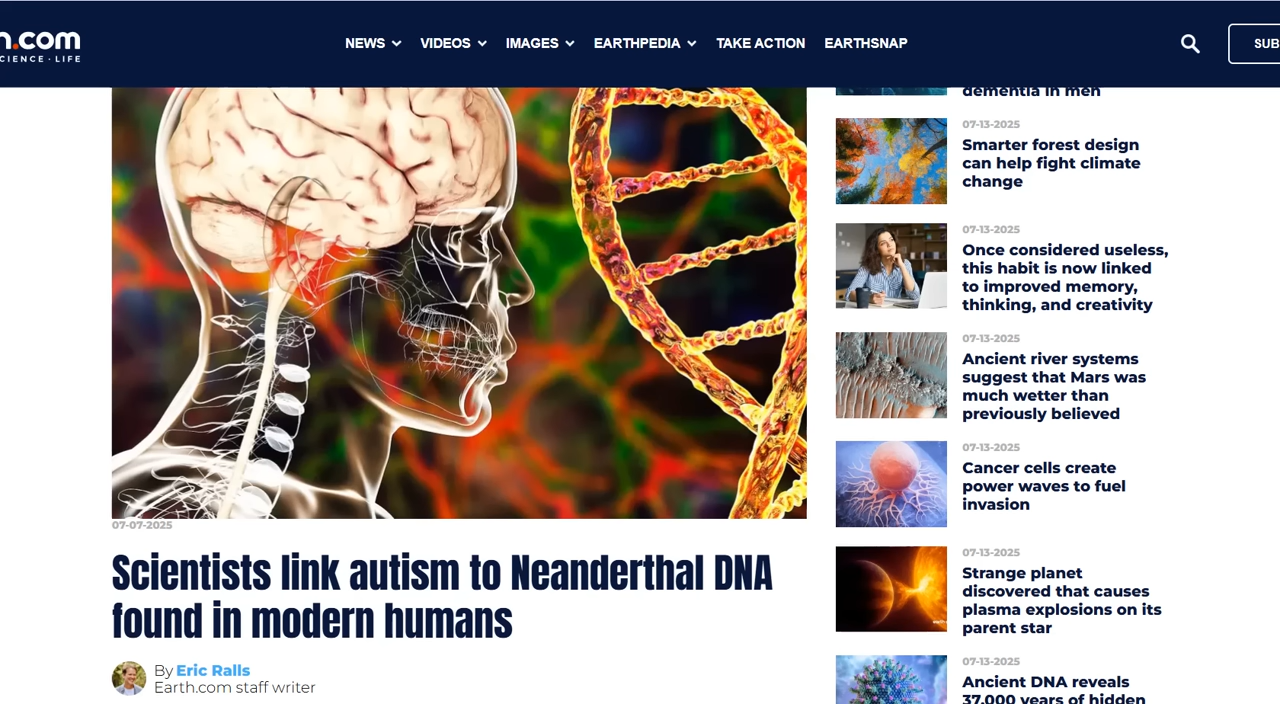 n.com
CIENCE · LIFE
NEWS
VIDEOS
IMAGES
EARTHPEDIA
TAKE ACTION
EARTHSNAP
SUB
07-07-2025
Scientists link autism to Neanderthal DNA
found in modern humans
By Eric Ralls
Earth.com staff writer
dementia in men
07-13-2025
Smarter forest design
can help fight climate
change
07-13-2025
Once considered useless,
this habit is now linked
to improved memory,
thinking, and creativity
07-13-2025
Ancient river systems
suggest that Mars was
much wetter than
previously believed
07-13-2025
Cancer cells create
power waves to fuel
invasion
07-13-2025
Strange planet
discovered that causes
plasma explosions on its
parent star
07-13-2025
Ancient DNA reveals
37,000 years of hidden